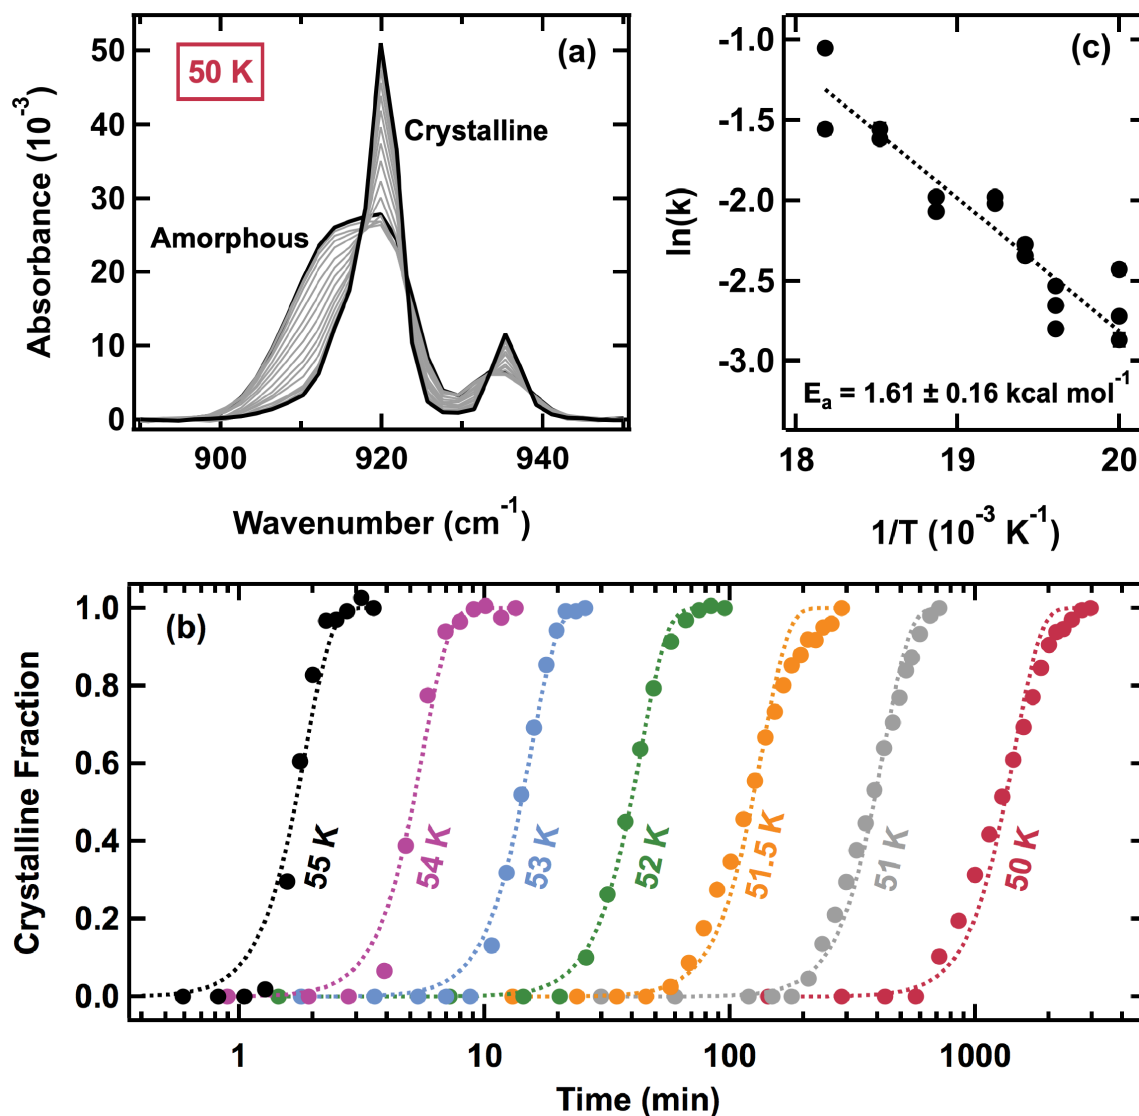 (a)
50 K
Crystalline
Amorphous
Absorbance (10⁻³)
50
40
30
20
10
0
900
920
940
Wavenumber (cm⁻¹)
(c)
ln(k)
-1.0
-1.5
-2.0
-2.5
-3.0
Eₐ = 1.61 ± 0.16 kcal mol⁻¹
18
19
20
1/T (10⁻³ K⁻¹)
(b)
Crystalline Fraction
1.0
0.8
0.6
0.4
0.2
0.0
55 K
54 K
53 K
52 K
51.5 K
51 K
50 K
1
10
100
1000
Time (min)